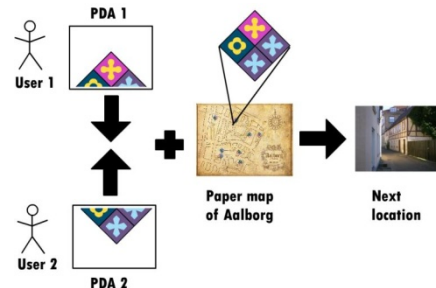 PDA 1
User 1
Paper map
of Aalborg
Next
location
User 2
PDA 2